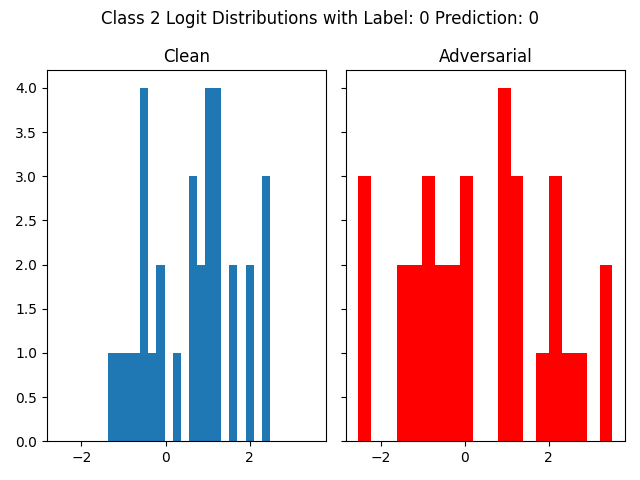 Class 2 Logit Distributions with Label: 0 Prediction: 0
Clean
Adversarial
4.0
3.5
3.0
2.5
2.0
1.5
1.0
0.5
0.0
−2 0 2
−2 0 2